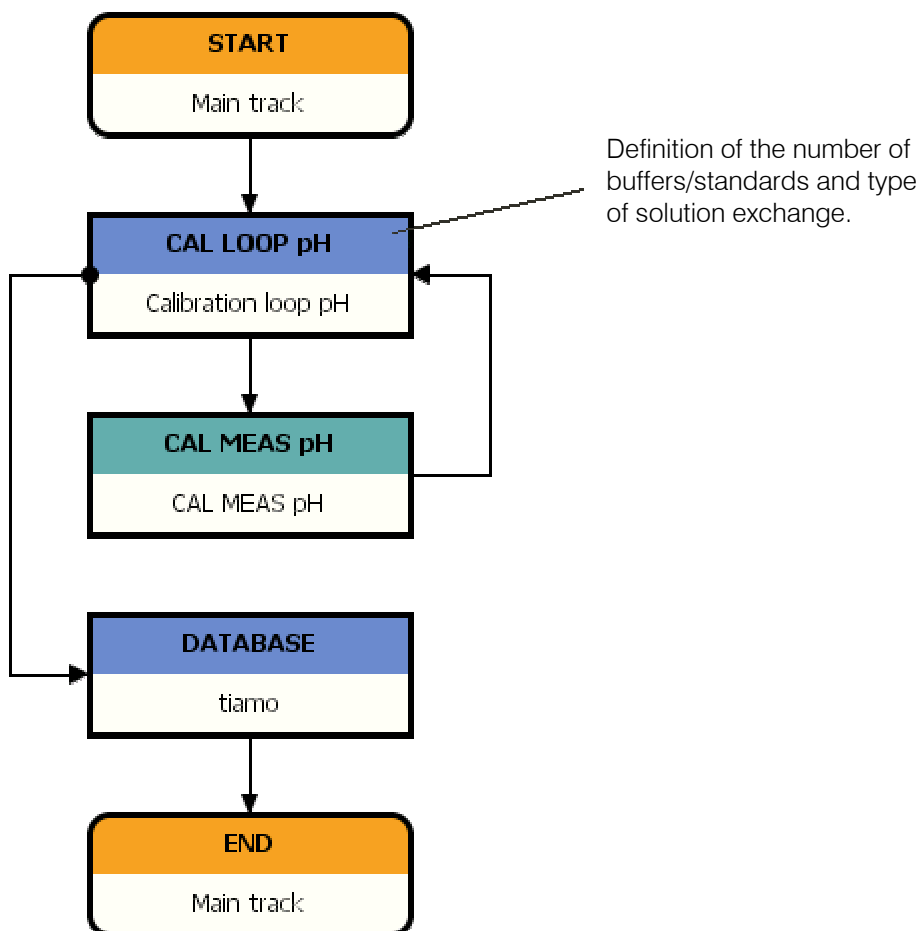 START
Main track
Definition of the number of
buffers/standards and type
of solution exchange.
CAL LOOP pH
Calibration loop pH
CAL MEAS pH
CAL MEAS pH
DATABASE
tiamo
END
Main track